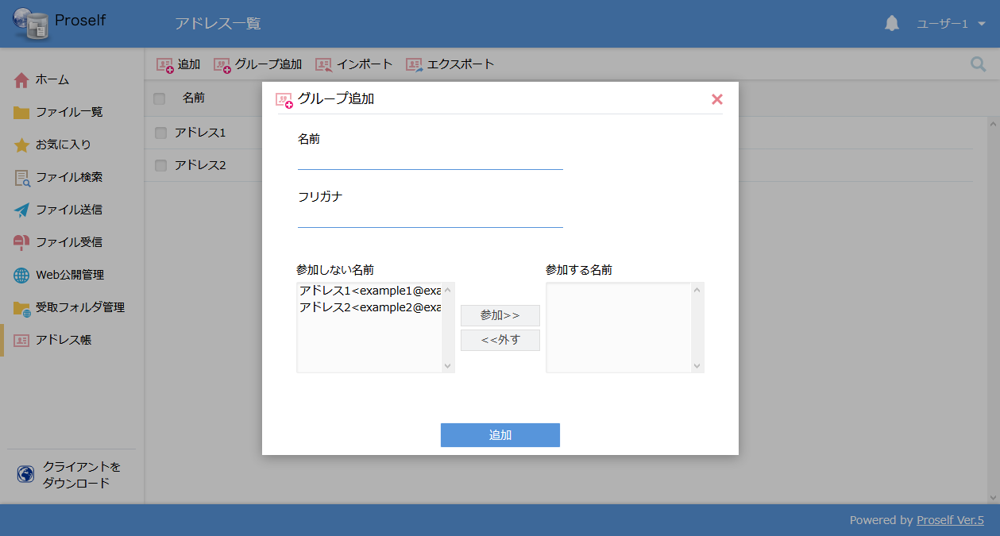 Proself
アドレス一覧
ユーザー1
ホーム
ファイル一覧
お気に入り
ファイル検索
ファイル送信
ファイル受信
Web公開管理
受取フォルダ管理
アドレス帳
クライアントを
ダウンロード
追加 グループ追加 インポート エクスポート
名前
アドレス1
アドレス2
グループ追加
名前
フリガナ
参加しない名前
アドレス1<example1@exa
アドレス2<example2@exa
参加>>
<<外す
参加する名前
追加
Powered by Proself Ver.5